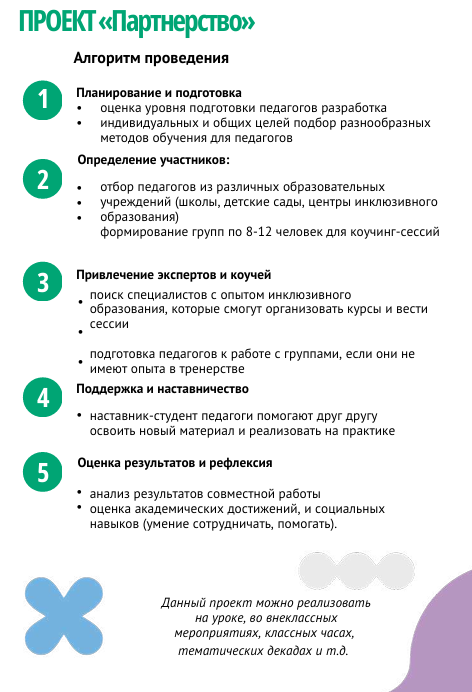 ПРОЕКТ «Партнерство»
Алгоритм проведения
1
Планирование и подготовка
• оценка уровня подготовки педагогов разработка
• индивидуальных и общих целей подбор разнообразных
методов обучения для педагогов
2
Определение участников:
• отбор педагогов из различных образовательных
• учреждений (школы, детские сады, центры инклюзивного
• образования)
формирование групп по 8-12 человек для коучинг-сессий
3
Привлечение экспертов и коучей
• поиск специалистов с опытом инклюзивного
образования, которые смогут организовать курсы и вести
• сессии
• подготовка педагогов к работе с группами, если они не
имеют опыта в тренерстве
4
Поддержка и наставничество
• наставник-студент педагоги помогают друг другу
освоить новый материал и реализовать на практике
5
Оценка результатов и рефлексия
• анализ результатов совместной работы
• оценка академических достижений, и социальных
навыков (умение сотрудничать, помогать).
Данный проект можно реализовать
на уроке, во внеклассных
мероприятиях, классных часах,
тематических декадах и т.д.